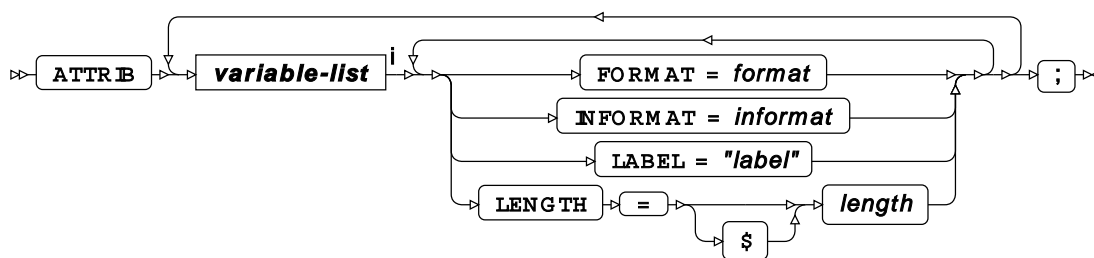 ATTRIB variable-list i FORMAT = format ;
INFORMAT = informat
LABEL = "label"
LENGTH = length
$